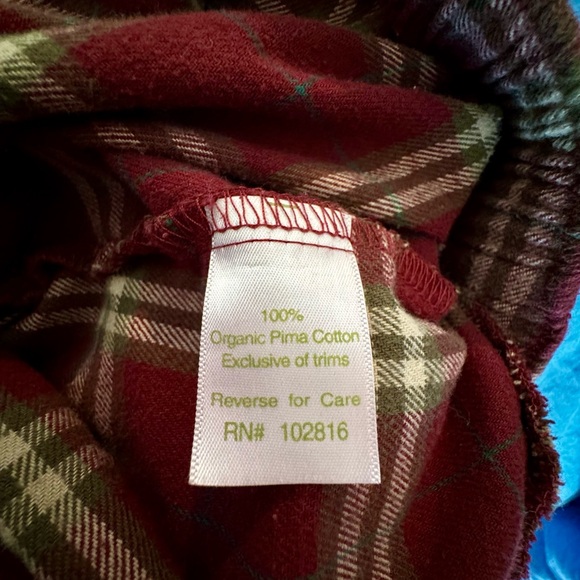 100%
Organic Pima Cotton
Exclusive of trims
Reverse for Care
RN# 102816